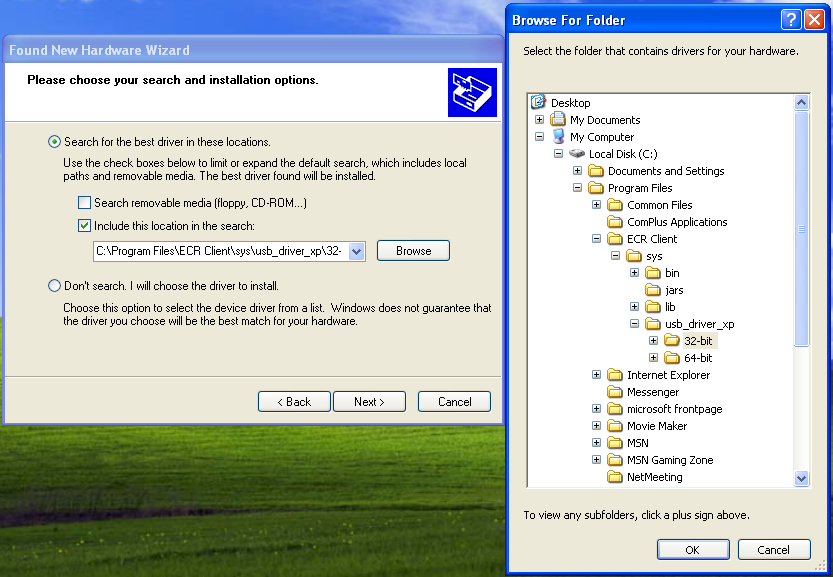 Found New Hardware Wizard
Please choose your search and installation options.
Search for the best driver in these locations.
Use the check boxes below to limit or expand the default search, which includes local
paths and removable media. The best driver found will be installed.
Search removable media (floppy, CD-ROM...)
Include this location in the search:
C:\Program Files\ECR Client\sys\usb_driver_xp\32-
Browse
Don't search. I will choose the driver to install.
Choose this option to select the device driver from a list. Windows does not guarantee that
the driver you choose will be the best match for your hardware.
< Back
Next >
Cancel
Browse For Folder
Select the folder that contains drivers for your hardware.
Desktop
My Documents
My Computer
Local Disk (C:)
Documents and Settings
Program Files
Common Files
ComPlus Applications
ECR Client
sys
bin
jars
lib
usb_driver_xp
32-bit
64-bit
Internet Explorer
Messenger
microsoft frontpage
Movie Maker
MSN
MSN Gaming Zone
NetMeeting
To view any subfolders, click a plus sign above.
OK
Cancel